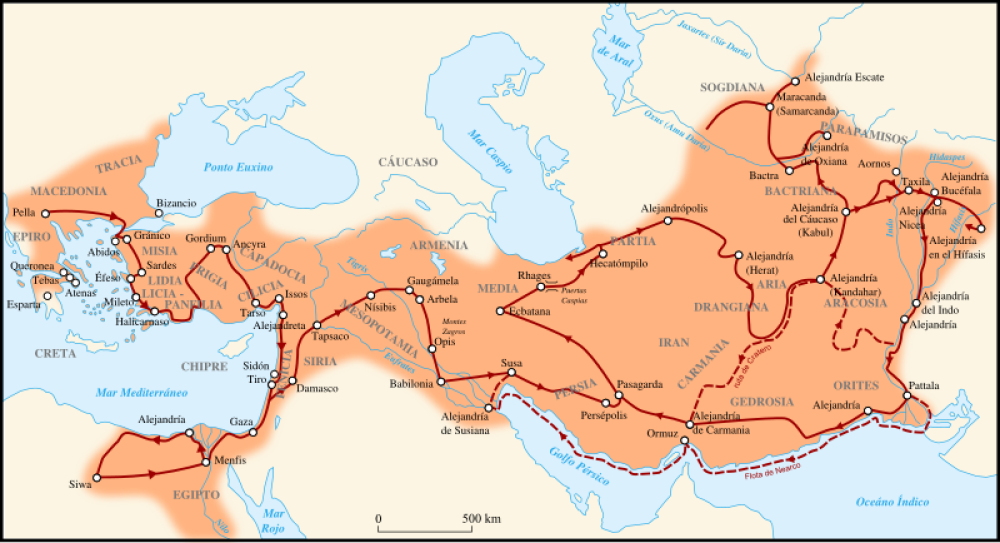 Mar
de Aral
Jaxartes (Sir Daria)
SOGDIANA
Alejandría Escate
Maracanda
(Samarcanda)
Oxus (Amu Daria)
PARAPAMISOS
Alejandría
de Oxiana
Aornos
Hidaspes
Bactra
BACTRIANA
Taxila
Alejandría
Bucéfala
Alejandría
del Cáucaso
(Kabul)
Indo
Alejandría
Nicea
Hífasis
Alejandría
en el Hífasis
TRACIA
Ponto Euxino
CÁUCASO
Mar Caspio
MACEDONIA
Pella
Bizancio
EPIRO
Gránico
Abidos
MISIA
Gordium
Ancyra
ARMENIA
Alejandrópolis
PARTIA
Hecatómpilo
Queronea
Tebas
Atenas
Esparta
Sardes
Éfeso
LIDIA
FRIGIA
CAPADOCIA
Tigris
Gaugámela
Rhages
Puertas
Caspias
Alejandría
(Herat)
ARIA
Alejandría
(Kandahar)
Mileto
LICIA -
PANFILIA
CILICIA
Issos
Tarso
Halicarnaso
Alejandreta
MESOPOTAMIA
Nísibis
Arbela
MEDIA
Ecbatana
DRANGIANA
ARACOSIA
Alejandría
del Indo
Alejandría
Tapsaco
Montes
Zagros
Opis
CRETA
CHIPRE
SIRIA
Eufrates
IRAN
ruta de Crátero
CARMANIA
Sidón
Tiro
FENICIA
Damasco
Babilonia
Susa
PERSIA
Pasagarda
Persépolis
GEDROSIA
ORITES
Pattala
Mar Mediterráneo
Alejandría
Gaza
Alejandría
de Susiana
Alejandría
de Carmania
Alejandría
Ormuz
Menfis
Siwa
Golfo Pérsico
Flota de Nearco
EGIPTO
Nilo
Mar
Rojo
Océano Índico
0
500 km